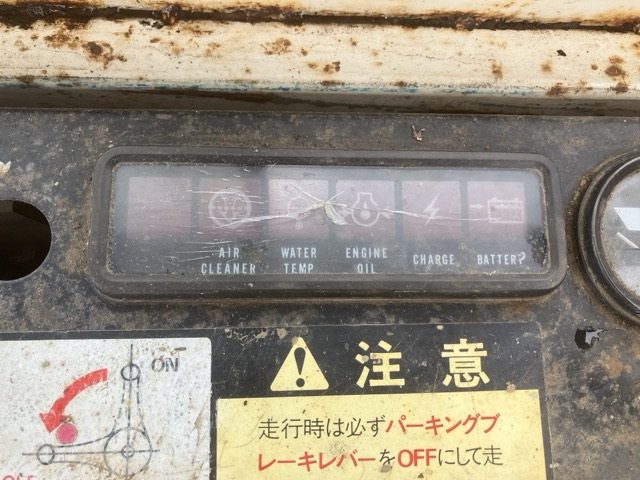 AIR
CLEANER
WATER
TEMP
ENGINE
OIL
CHARGE
BATTER?
ON
注意
走行時は必ずパーキングブ
レーキレバーをOFFにして走